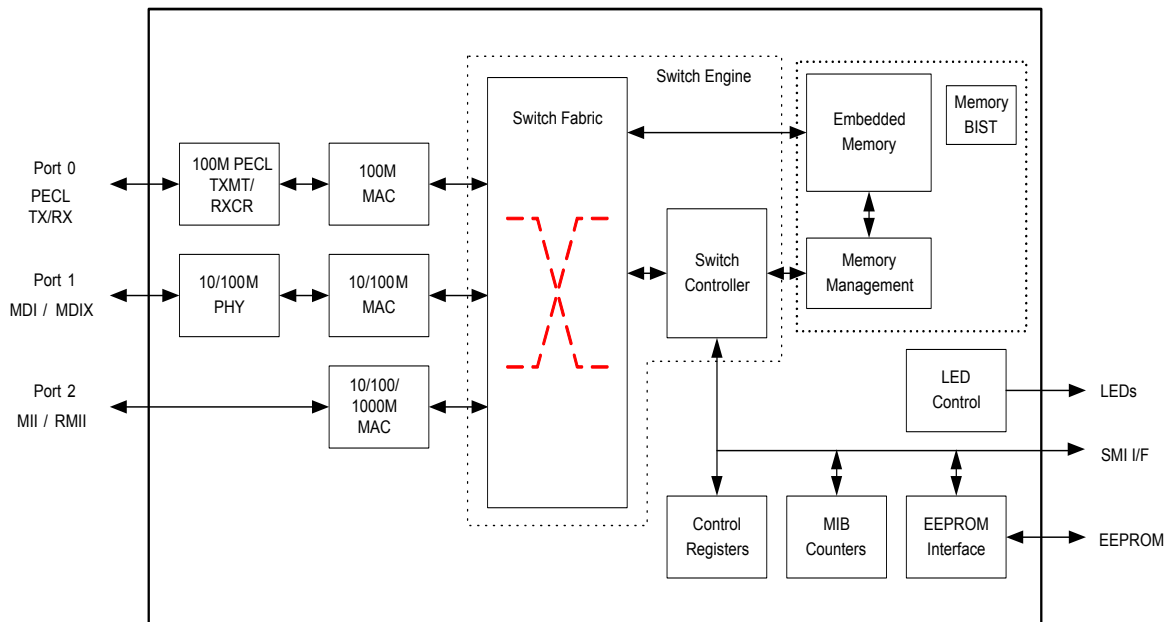 Switch Engine
Switch Fabric
Embedded
Memory
Memory
BIST
Port 0
PECL
TX/RX
100M PECL
TXMT/
RXCR
100M
MAC
Port 1
MDI / MDIX
10/100M
PHY
10/100M
MAC
Switch
Controller
Memory
Management
Port 2
MII / RMII
10/100/
1000M
MAC
LED
Control
LEDs
SMI I/F
Control
Registers
MIB
Counters
EEPROM
Interface
EEPROM